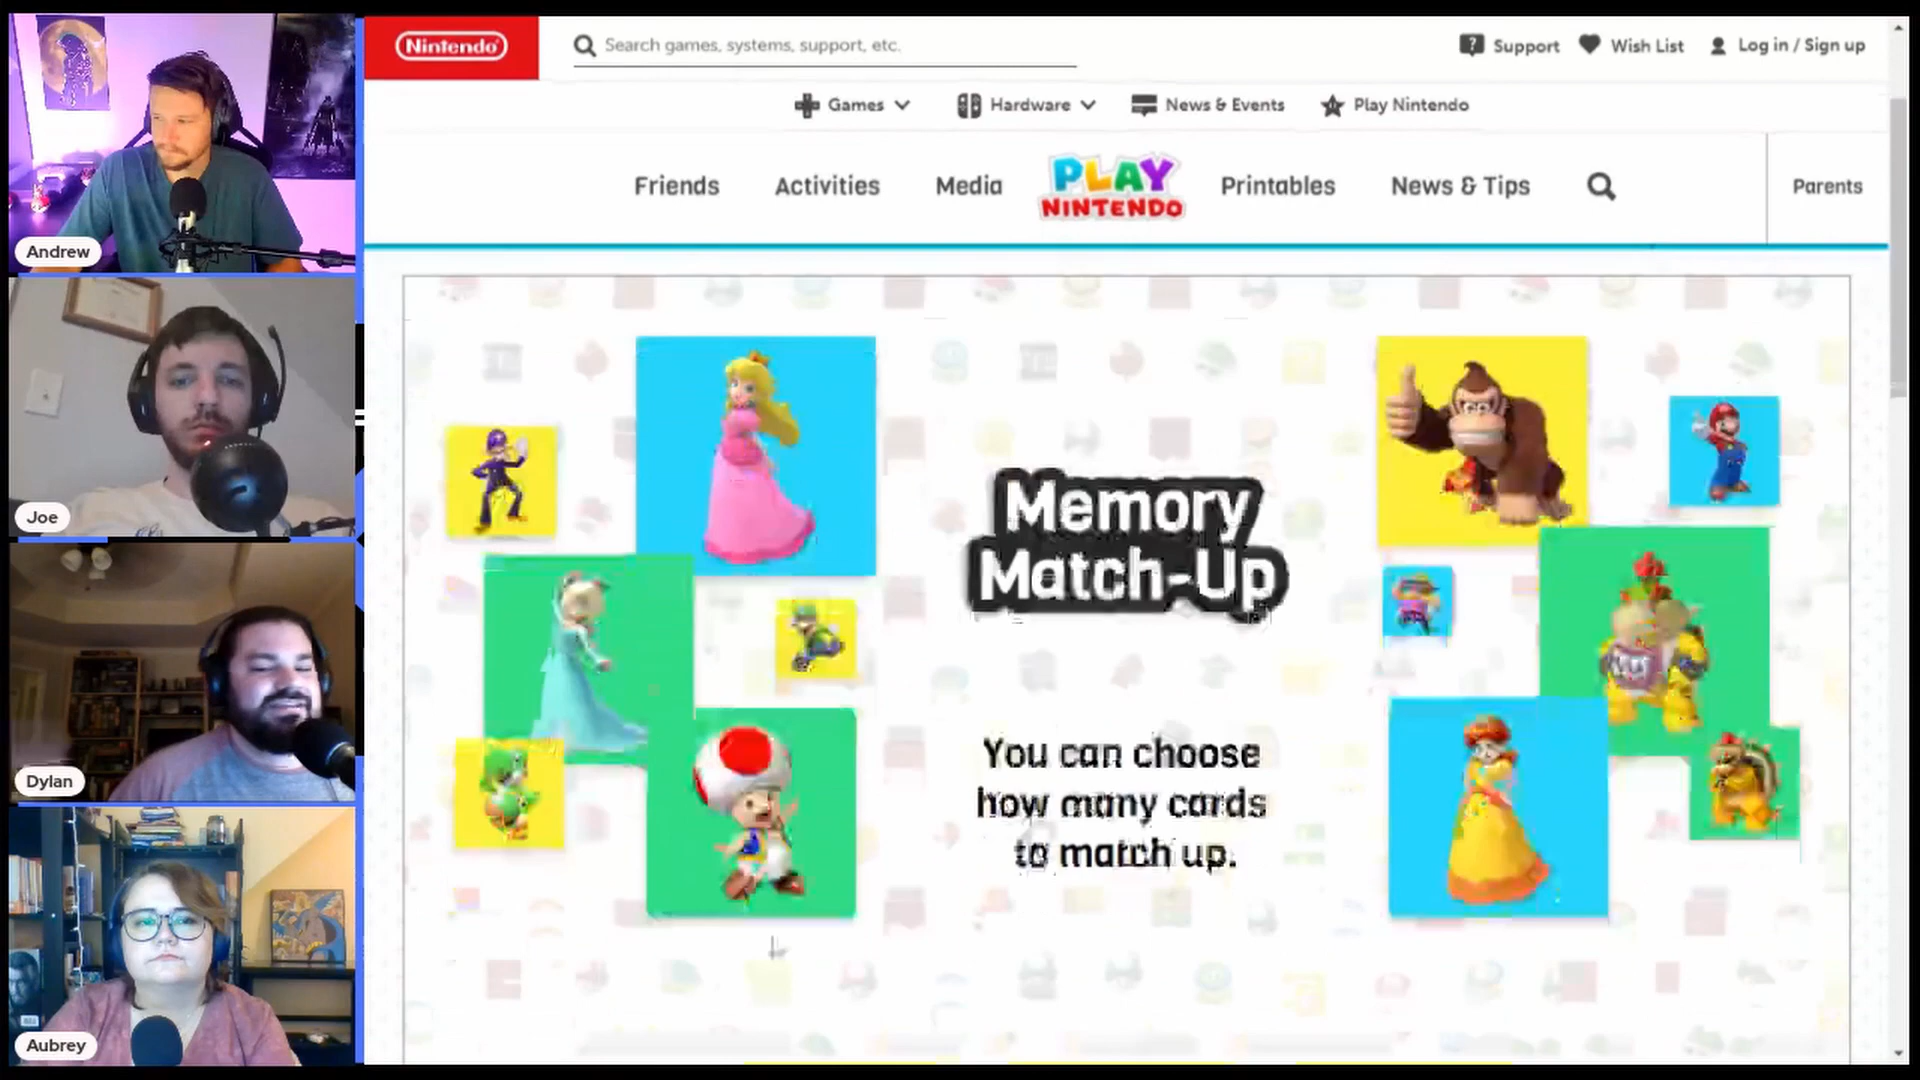 Nintendo
Search games, systems, support, etc.
Support
Wish List
Log in / Sign up
Games
Hardware
News & Events
Play Nintendo
Friends
Activities
Media
PLAY
NINTENDO
Printables
News & Tips
Parents
Memory
Match-Up
You can choose
how many cards
to match up.
Andrew
Joe
Dylan
Aubrey